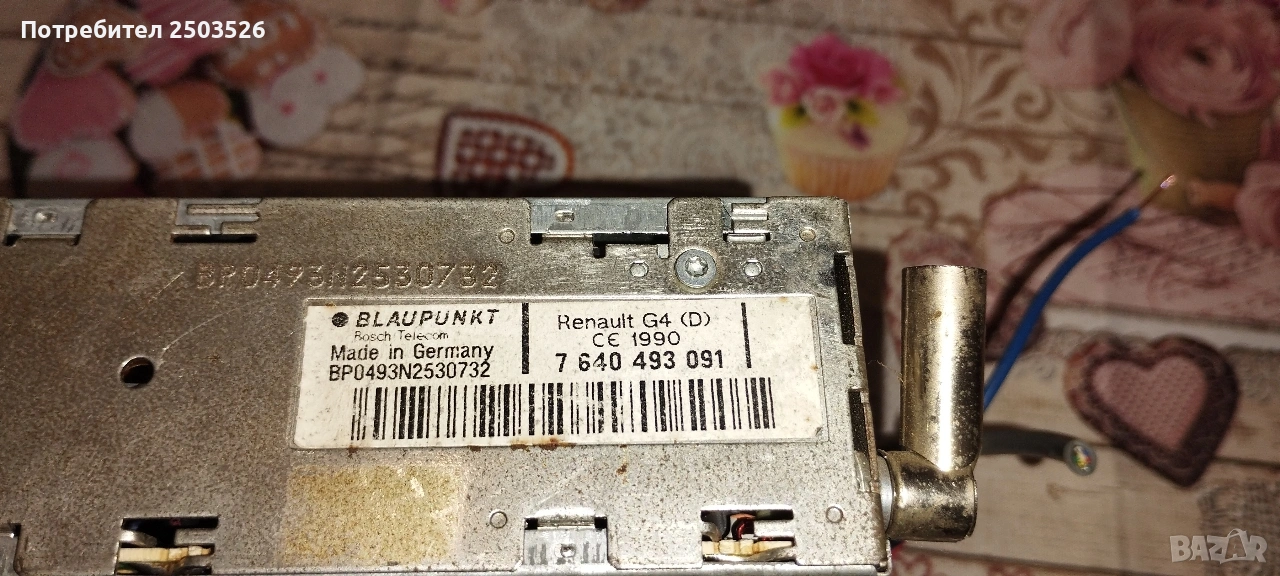 Потребител 2503526
BP0493N2530732
BLAUPUNKT
Bosch Telecom
Made in Germany
BP0493N2530732
Renault G4 (D)
CE 1990
7 640 493 091
BAZAR